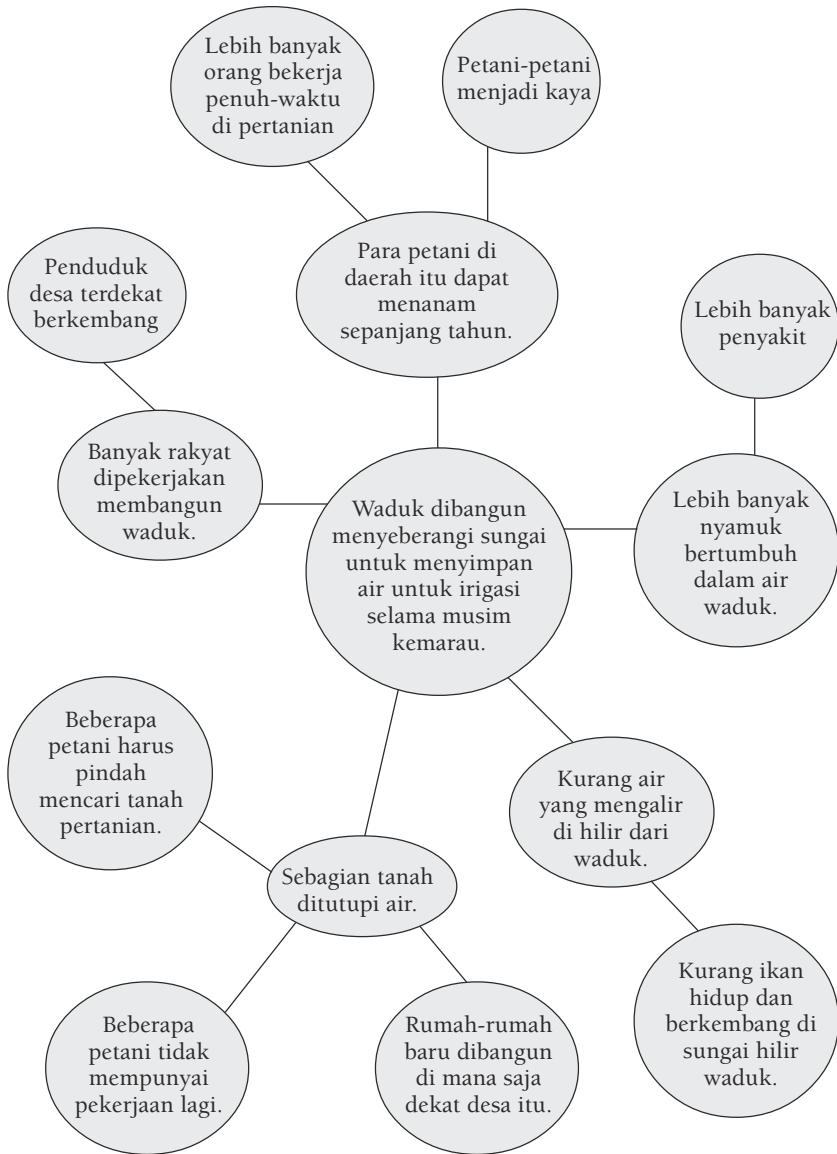 Lebih banyak
orang bekerja
penuh-waktu
di pertanian
Petani-petani
menjadi kaya
Para petani di
daerah itu dapat
menanam
sepanjang tahun.
Penduduk
desa terdekat
berkembang
Lebih banyak
penyakit
Banyak rakyat
dipekerjakan
membangun
waduk.
Waduk dibangun
menyeberangi sungai
untuk menyimpan
air untuk irigasi
selama musim
kemarau.
Lebih banyak
nyamuk
bertumbuh
dalam air
waduk.
Beberapa
petani harus
pindah
mencari tanah
pertanian.
Kurang air
yang mengalir
di hilir dari
waduk.
Sebagian tanah
ditutupi air.
Kurang ikan
hidup dan
berkembang di
sungai hilir
waduk.
Beberapa
petani tidak
mempunyai
pekerjaan lagi.
Rumah-rumah
baru dibangun
di mana saja
dekat desa itu.